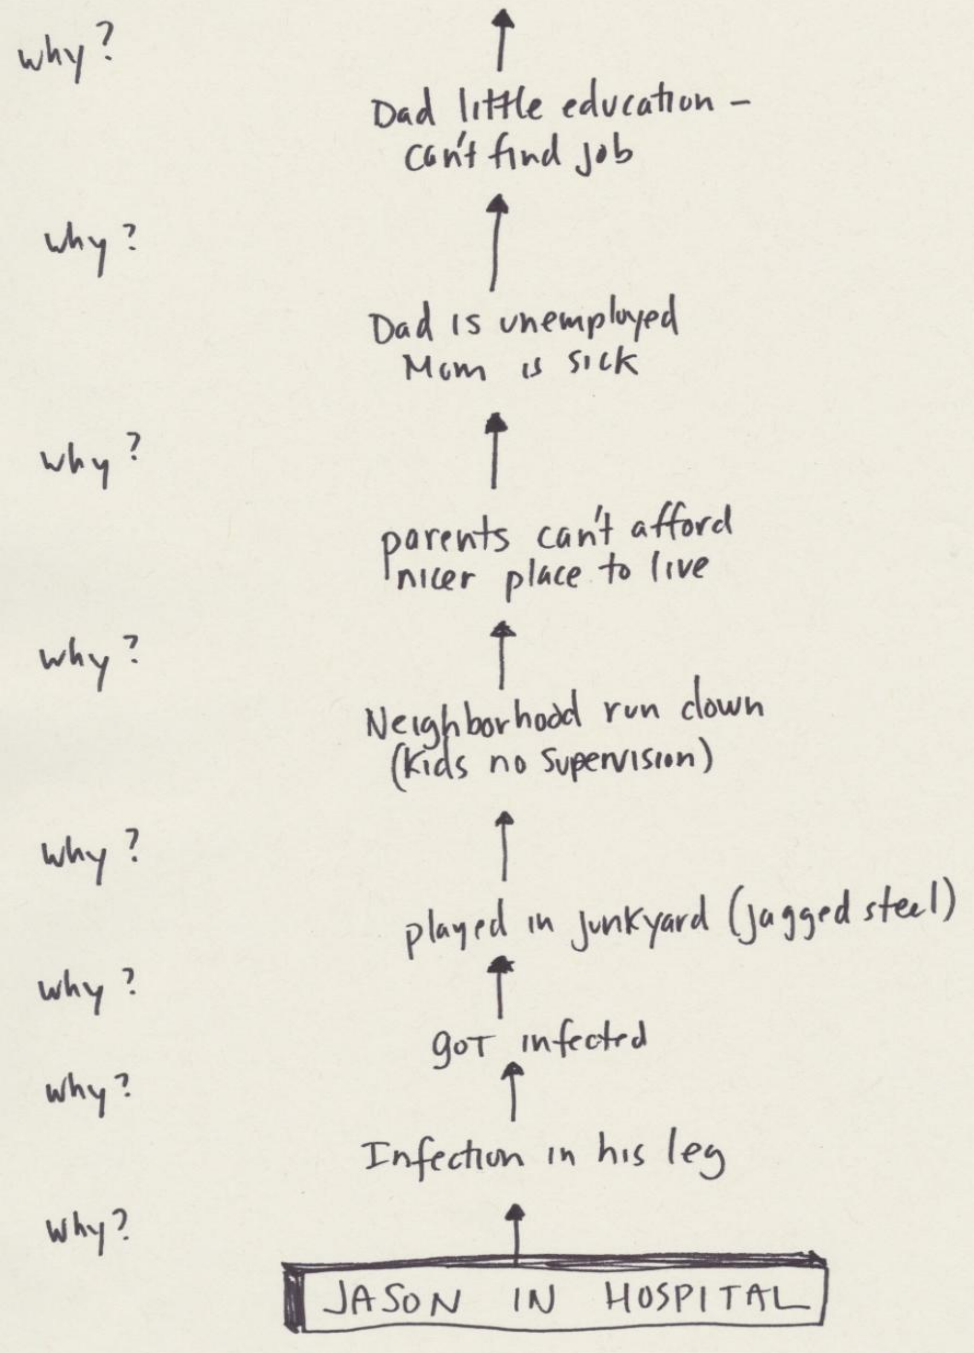 why?
Dad little education -
can't find job
why?
Dad is unemployed
Mom is sick
why?
parents can't afford
nicer place to live
why?
Neighborhood run down
(kids no supervision)
why?
played in junkyard (jagged steel)
why?
got infected
why?
Infection in his leg
why?
JASON IN HOSPITAL